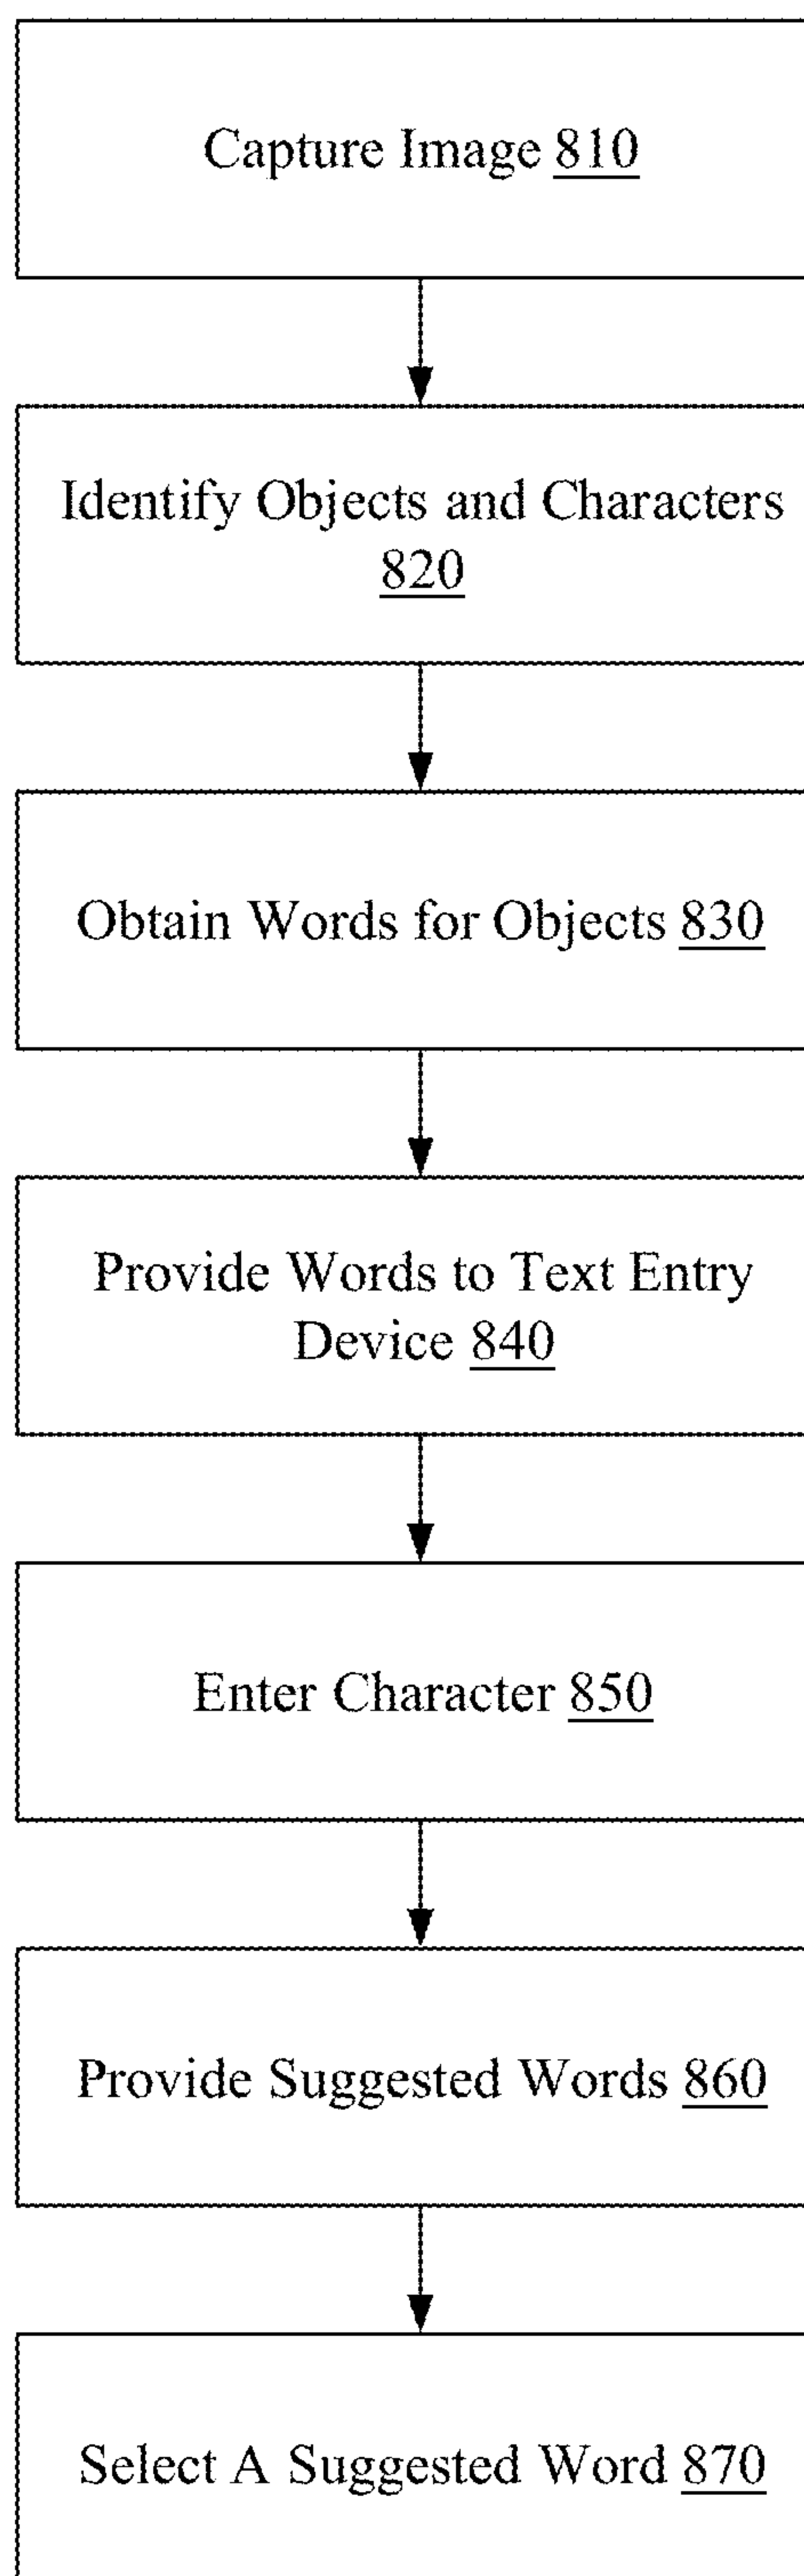 Capture Image 810
Identify Objects and Characters
820
Obtain Words for Objects 830
Provide Words to Text Entry
Device 840
Enter Character 850
Provide Suggested Words 860
Select A Suggested Word 870